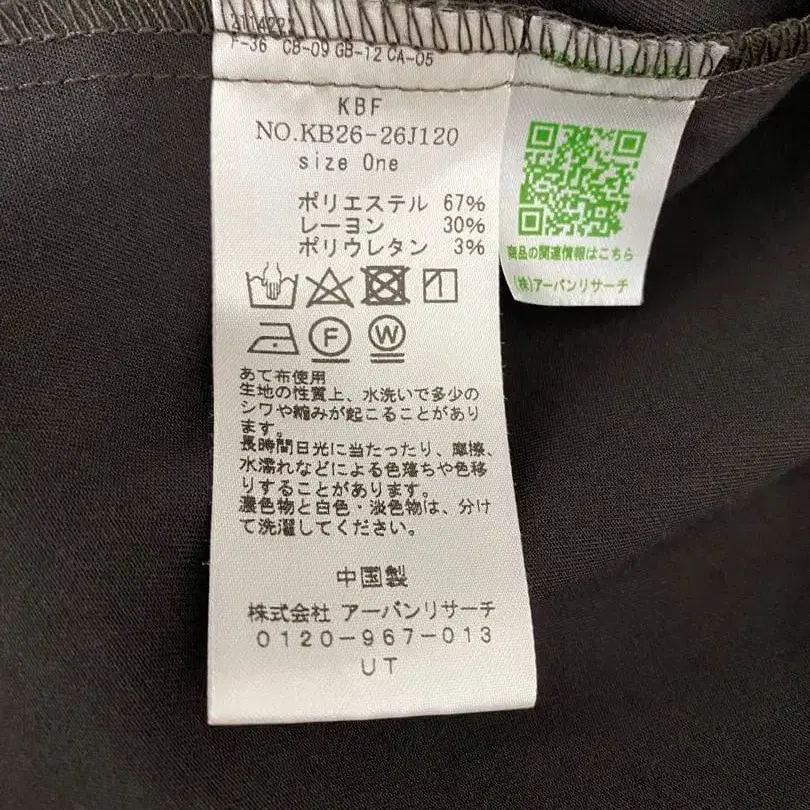 F-36 CB-09 GB-12 CA-05
KBF
NO.KB26-26J120
size One
ポリエステル 67%
レーヨン 30%
ポリウレタン 3%
F
W
あて布使用
生地の性質上、水洗いで多少の
シワや縮みが起こることがあり
ます。
長時間日光に当たったり、摩擦、
水濡れなどによる色落ちや色移
りすることがあります。
濃色物と白色・淡色物は、分け
て洗濯してください。
中国製
株式会社 アーバンリサーチ
0120-967-013
UT
商品の関連情報はこちら
(株)アーバンリサーチ